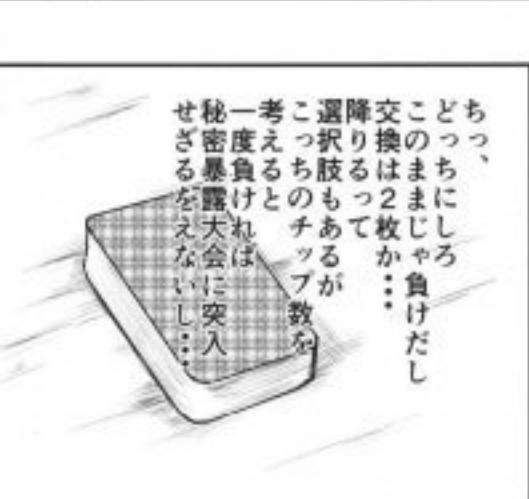 ちっ、
どっちにしろ
このままじゃ負けだし
交換は2枚か・・・
降りるって
選択肢もあるが
こっちのチップ数を
考えると
一度負ければ
秘密暴露大会に突入
せざるをえないし・・・